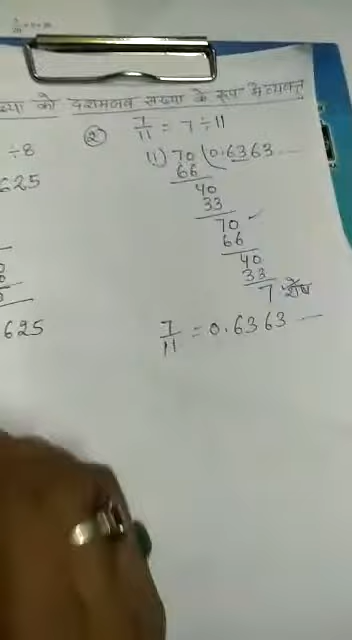 ख्या को दशमलव संख्या के रूप में व्यक्त
÷8
625
625
② 7/11 = 7÷11
11) 70 (0.6363...
66
40
33
70 ✓
66
40
33
7 शेष
7/11 = 0.6363 ...